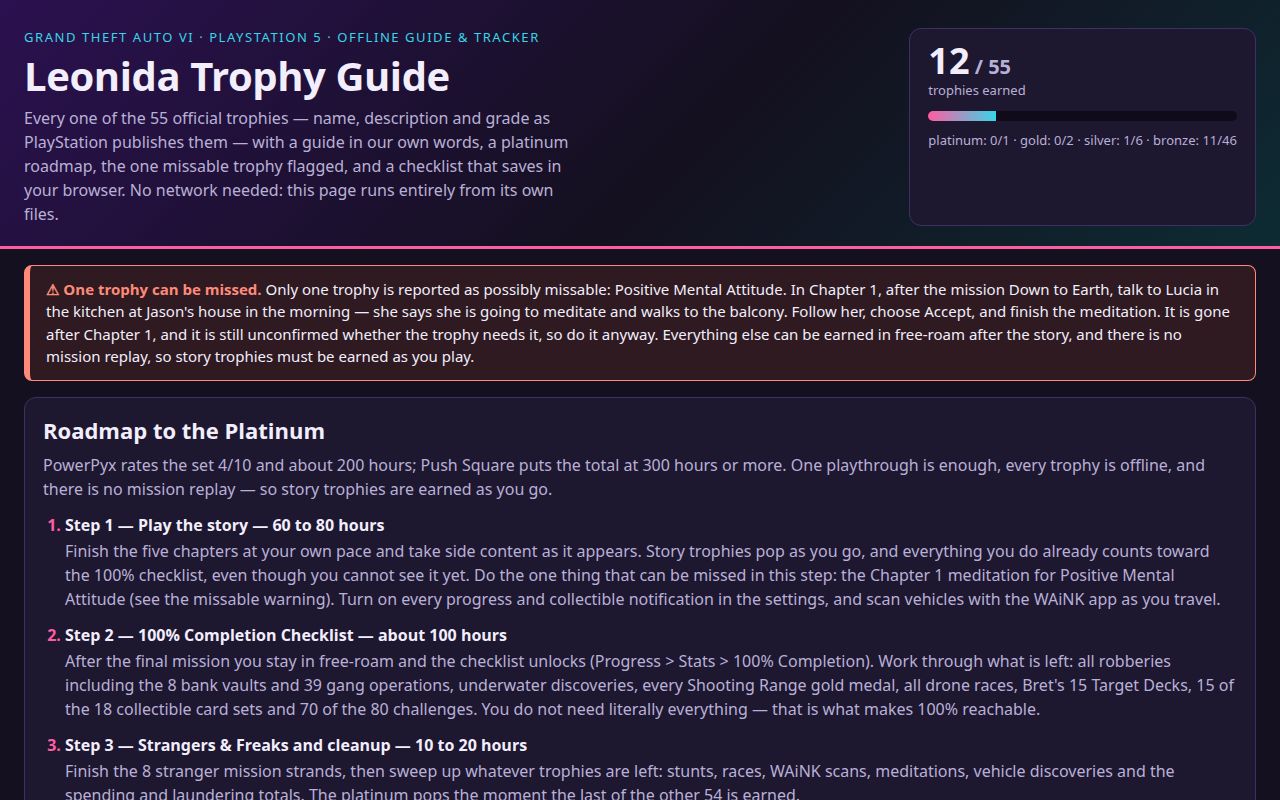 GRAND THEFT AUTO VI · PLAYSTATION 5 · OFFLINE GUIDE & TRACKER
Leonida Trophy Guide
Every one of the 55 official trophies — name, description and grade as
PlayStation publishes them — with a guide in our own words, a platinum
roadmap, the one missable trophy flagged, and a checklist that saves in
your browser. No network needed: this page runs entirely from its own
files.
12 / 55
trophies earned
platinum: 0/1 · gold: 0/2 · silver: 1/6 · bronze: 11/46
⚠ One trophy can be missed. Only one trophy is reported as possibly missable: Positive Mental Attitude. In Chapter 1, after the mission Down to Earth, talk to Lucia in
the kitchen at Jason's house in the morning — she says she is going to meditate and walks to the balcony. Follow her, choose Accept, and finish the meditation. It is gone
after Chapter 1, and it is still unconfirmed whether the trophy needs it, so do it anyway. Everything else can be earned in free-roam after the story, and there is no
mission replay, so story trophies must be earned as you play.
Roadmap to the Platinum
PowerPyx rates the set 4/10 and about 200 hours; Push Square puts the total at 300 hours or more. One playthrough is enough, every trophy is offline, and
there is no mission replay — so story trophies are earned as you go.
1. Step 1 — Play the story — 60 to 80 hours
Finish the five chapters at your own pace and take side content as it appears. Story trophies pop as you go, and everything you do already counts toward
the 100% checklist, even though you cannot see it yet. Do the one thing that can be missed in this step: the Chapter 1 meditation for Positive Mental
Attitude (see the missable warning). Turn on every progress and collectible notification in the settings, and scan vehicles with the WAiNK app as you travel.
2. Step 2 — 100% Completion Checklist — about 100 hours
After the final mission you stay in free-roam and the checklist unlocks (Progress > Stats > 100% Completion). Work through what is left: all robberies
including the 8 bank vaults and 39 gang operations, underwater discoveries, every Shooting Range gold medal, all drone races, Bret's 15 Target Decks, 15 of
the 18 collectible card sets and 70 of the 80 challenges. You do not need literally everything — that is what makes 100% reachable.
3. Step 3 — Strangers & Freaks and cleanup — 10 to 20 hours
Finish the 8 stranger mission strands, then sweep up whatever trophies are left: stunts, races, WAiNK scans, meditations, vehicle discoveries and the
spending and laundering totals. The platinum pops the moment the last of the other 54 is earned.